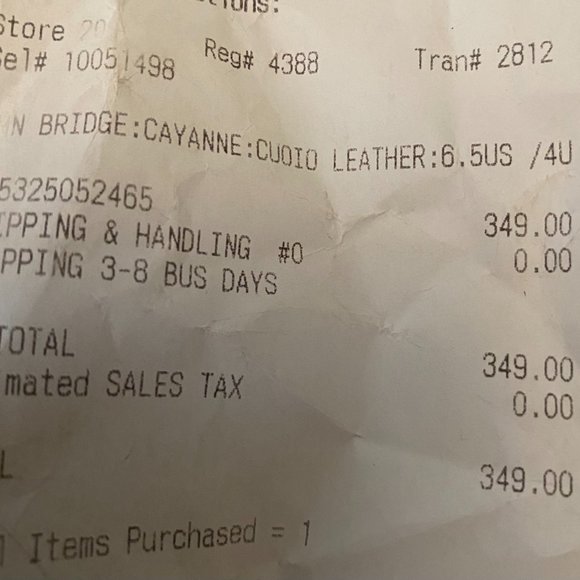 Store 20
Sel# 10051498 Reg# 4388 Tran# 2812
N BRIDGE:CAYANNE:CUOIO LEATHER:6.5US /4U
5325052465 349.00
IPPING & HANDLING #0 0.00
PPING 3-8 BUS DAYS
TOTAL 349.00
mated SALES TAX 0.00
L 349.00
Items Purchased = 1